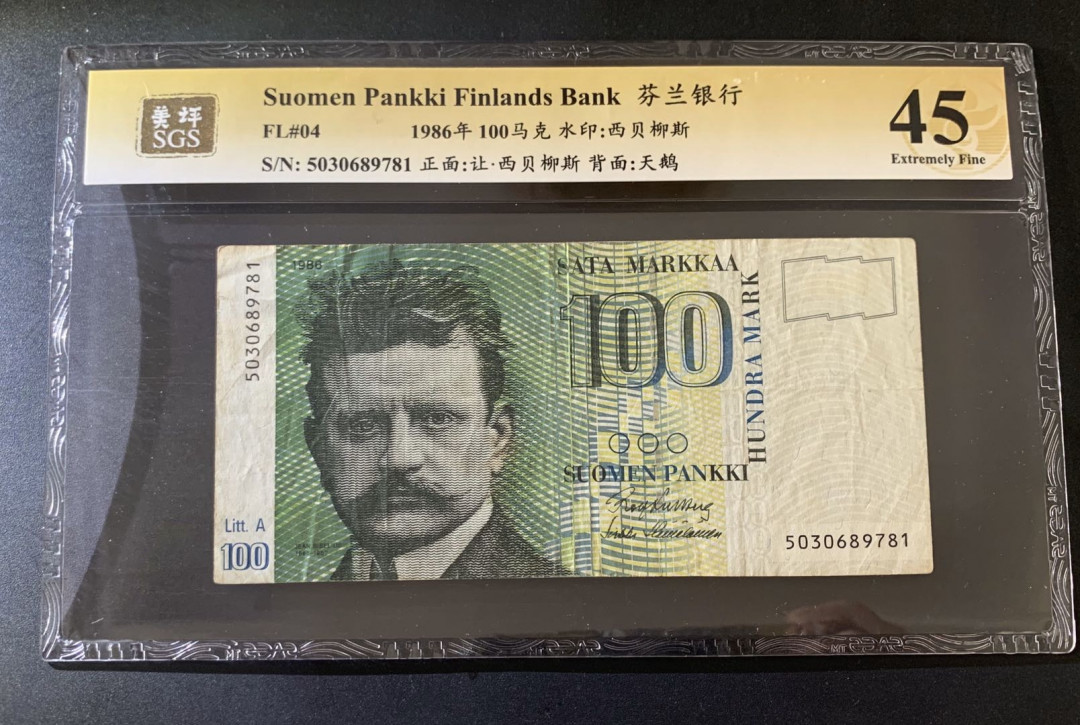 美坪
SGS
Suomen Pankki Finlands Bank 芬兰银行
FL#04 1986年 100马克 水印:西贝柳斯
S/N: 5030689781 正面:让·西贝柳斯 背面:天鹅
45
Extremely Fine
5030689781
1986
SATA MARKKAA
100
HUNDRA MARK
SUOMEN PANKKI
Litt. A
100
5030689781